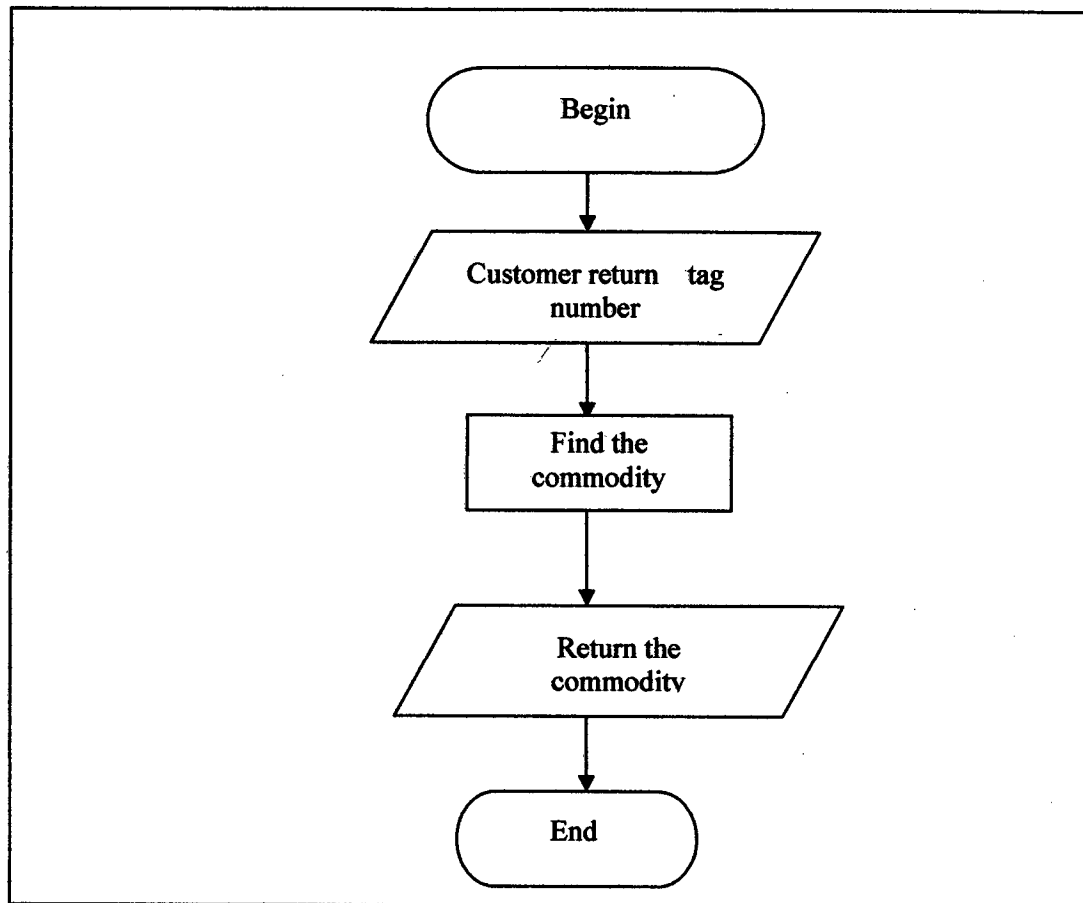 Begin
Customer return tag
number
Find the
commodity
Return the
commodity
End